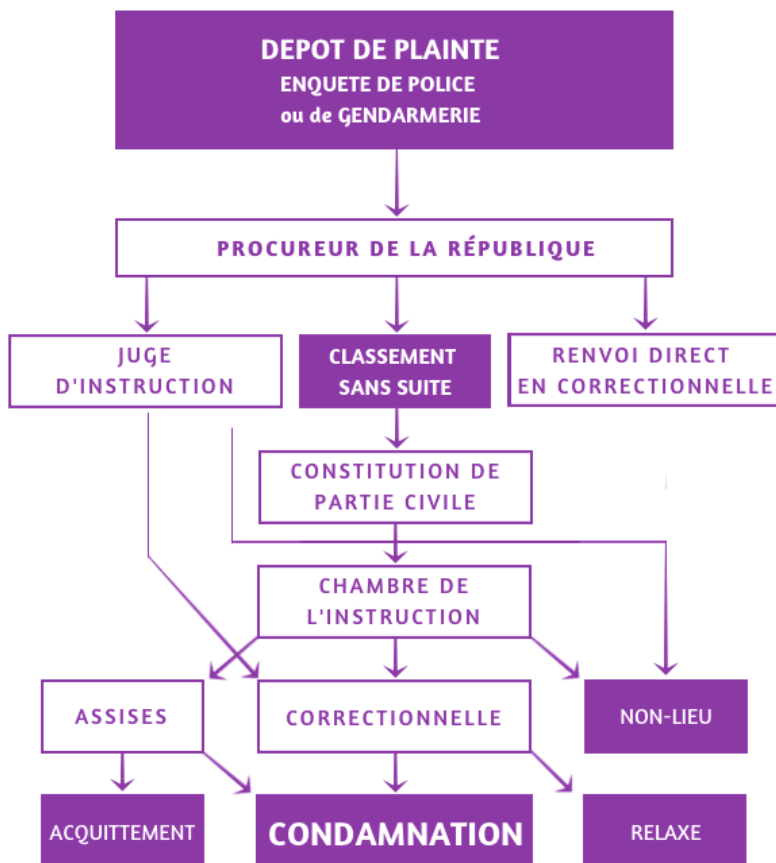 DEPOT DE PLAINTE
ENQUETE DE POLICE
ou de GENDARMERIE
PROCUREUR DE LA RÉPUBLIQUE
JUGE
D'INSTRUCTION
CLASSEMENT
SANS SUITE
RENVOI DIRECT
EN CORRECTIONNELLE
CONSTITUTION DE
PARTIE CIVILE
CHAMBRE DE
L'INSTRUCTION
ASSISES
CORRECTIONNELLE
NON-LIEU
ACQUITTEMENT
CONDAMNATION
RELAXE